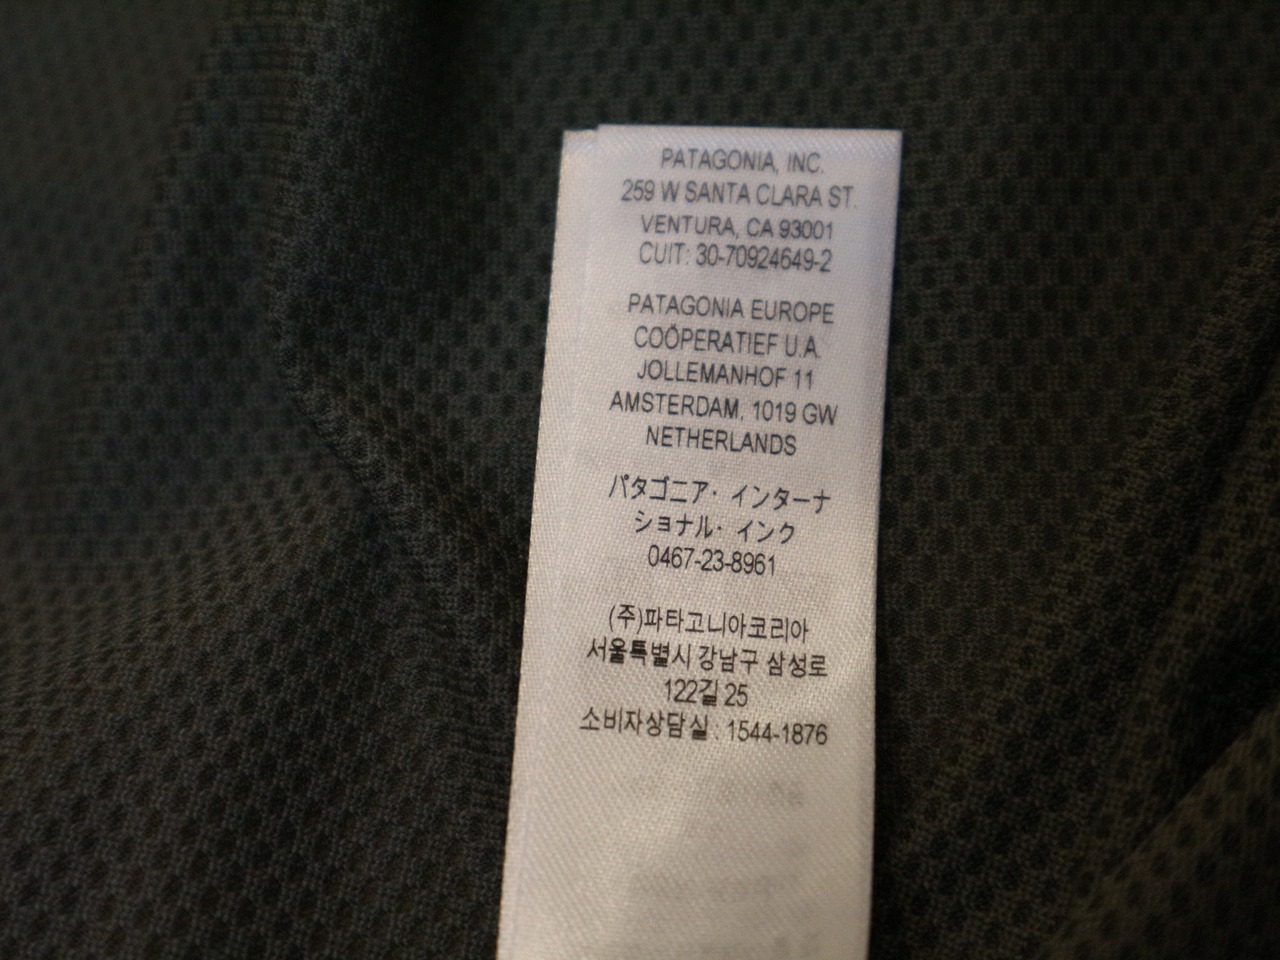 PATAGONIA, INC.
259 W SANTA CLARA ST.
VENTURA, CA 93001
CUIT: 30-70924649-2
PATAGONIA EUROPE
COÖPERATIEF U.A.
JOLLEMANHOF 11
AMSTERDAM, 1019 GW
NETHERLANDS
パタゴニア・インターナ
ショナル・インク
0467-23-8961
(주)파타고니아코리아
서울특별시 강남구 삼성로
122길 25
소비자상담실 : 1544-1876